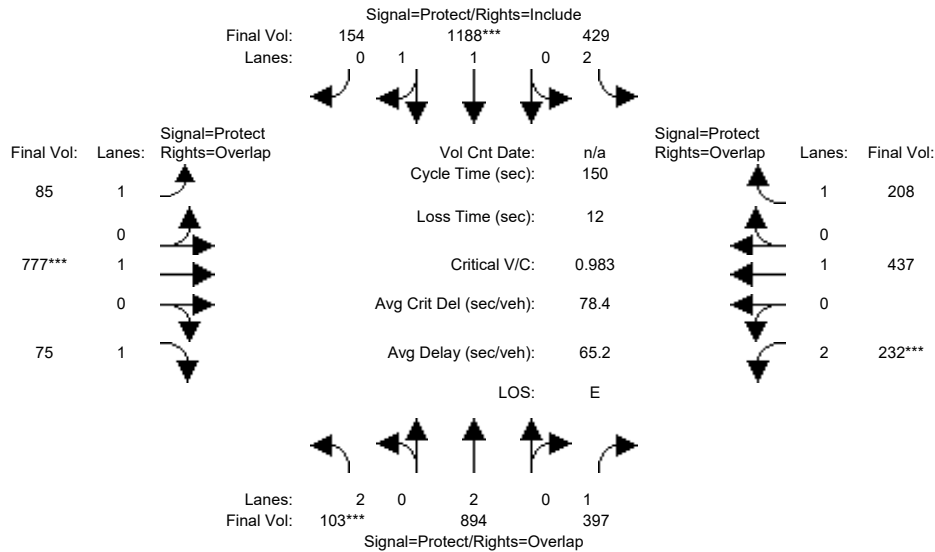 Signal=Protect/Rights=Include
Final Vol: 154 1188*** 429
Lanes: 0 1 1 0 2
Signal=Protect
Final Vol: Lanes: Rights=Overlap
85 1
0
777*** 1
0
75 1
Vol Cnt Date: n/a
Cycle Time (sec): 150
Loss Time (sec): 12
Critical V/C: 0.983
Avg Crit Del (sec/veh): 78.4
Avg Delay (sec/veh): 65.2
LOS: E
Signal=Protect
Rights=Overlap Lanes: Final Vol:
1 208
0
1 437
0
2 232***
Lanes: 2 0 2 0 1
Final Vol: 103*** 894 397
Signal=Protect/Rights=Overlap